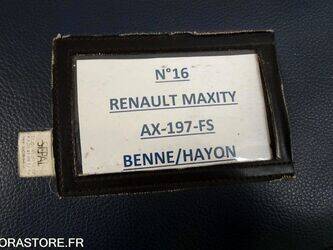 N°16
RENAULT MAXITY
AX-197-FS
BENNE/HAYON
ORASTORE.FR